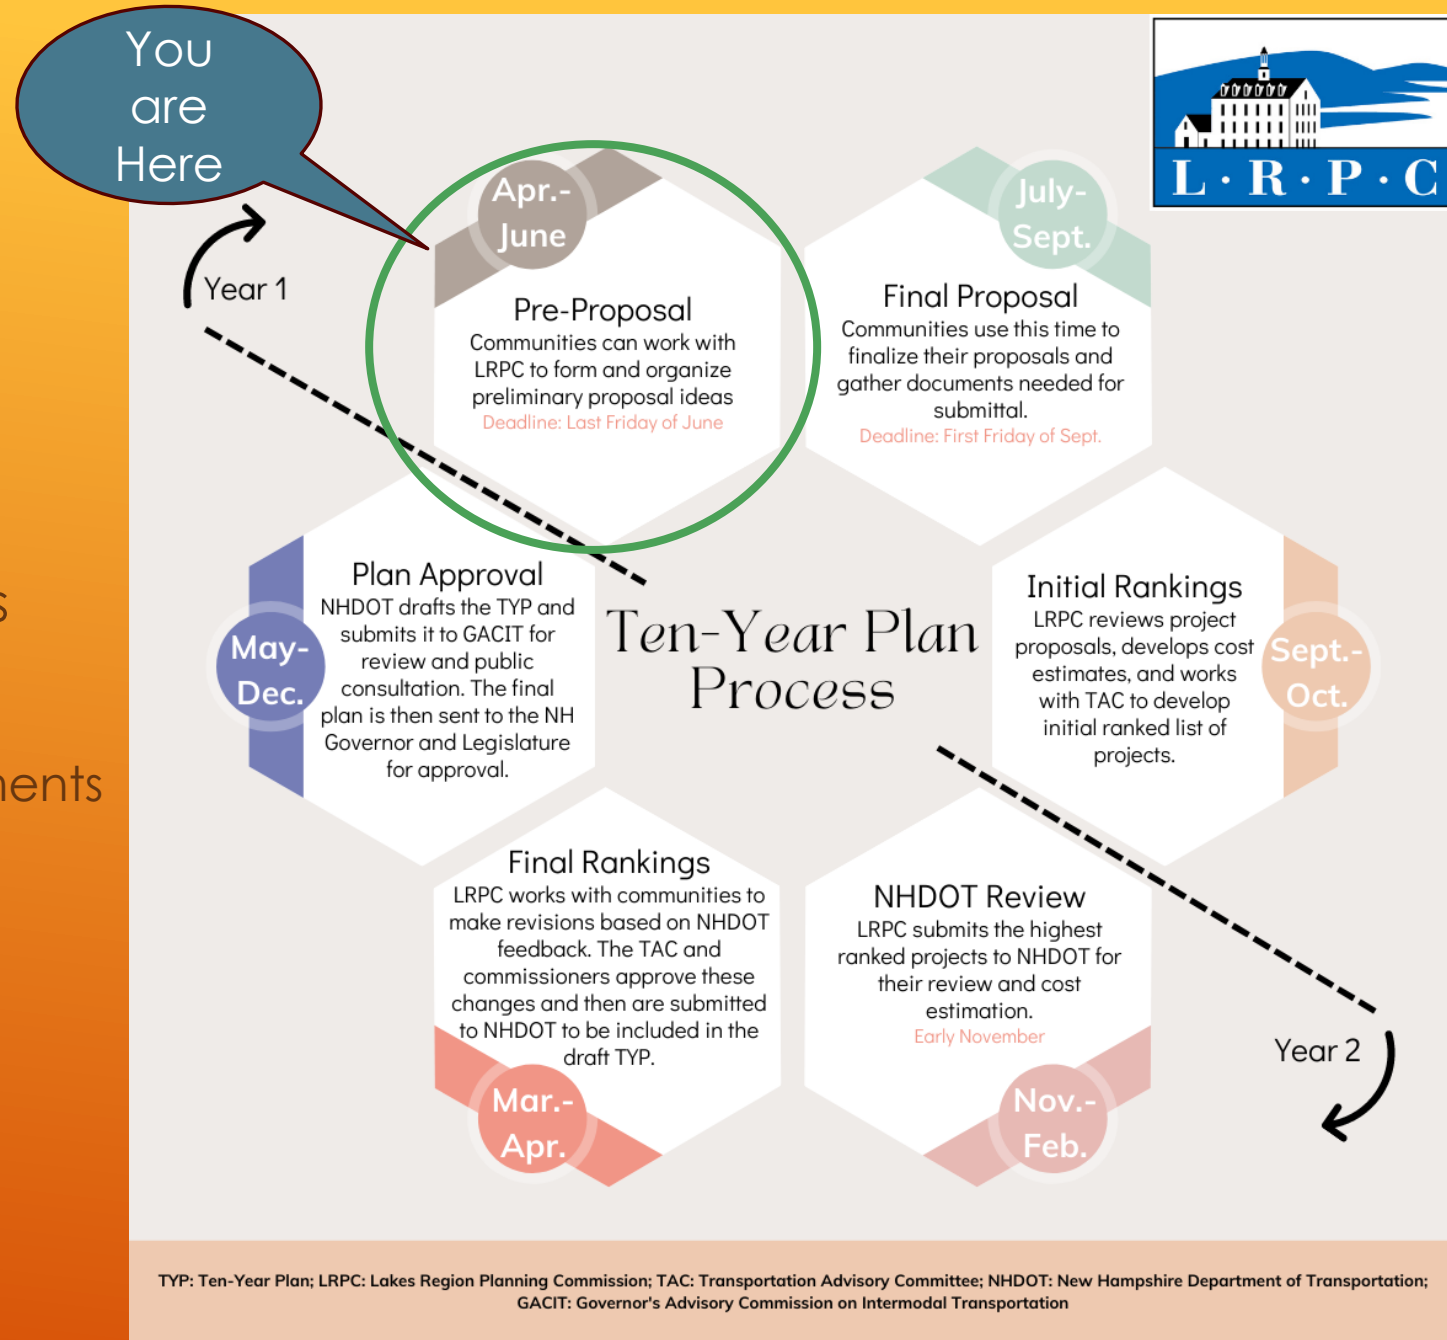 You
are
Here
L · R · P · C
Year 1
Apr.-
June
Pre-Proposal
Communities can work with
LRPC to form and organize
preliminary proposal ideas
Deadline: Last Friday of June
July-
Sept.
Final Proposal
Communities use this time to
finalize their proposals and
gather documents needed for
submittal.
Deadline: First Friday of Sept.
Initial Rankings
LRPC reviews project
proposals, develops cost
estimates, and works
with TAC to develop
initial ranked list of
projects.
Sept.-
Oct.
Ten-Year Plan
Process
Year 2
NHDOT Review
LRPC submits the highest
ranked projects to NHDOT for
their review and cost
estimation.
Early November
Nov.-
Feb.
Final Rankings
LRPC works with communities to
make revisions based on NHDOT
feedback. The TAC and
commissioners approve these
changes and then are submitted
to NHDOT to be included in the
draft TYP.
Mar.-
Apr.
Plan Approval
NHDOT drafts the TYP and
submits it to GACIT for
review and public
consultation. The final
plan is then sent to the NH
Governor and Legislature
for approval.
May-
Dec.
TYP: Ten-Year Plan; LRPC: Lakes Region Planning Commission; TAC: Transportation Advisory Committee; NHDOT: New Hampshire Department of Transportation;
GACIT: Governor's Advisory Commission on Intermodal Transportation